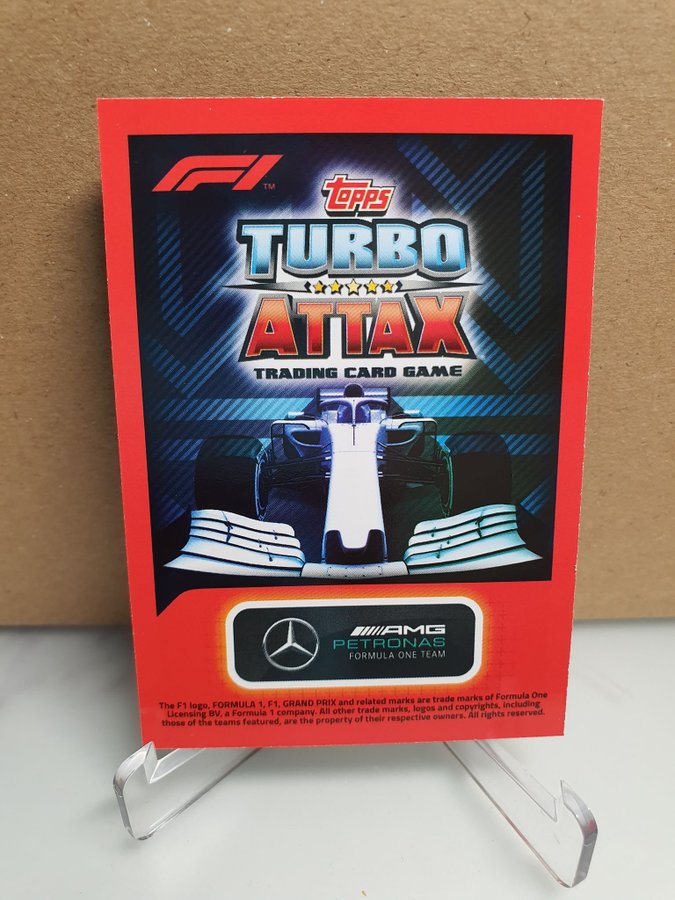 F1™
TOPPS
TURBO
ATTAX
TRADING CARD GAME
AMG
PETRONAS
FORMULA ONE TEAM
The F1 logo, FORMULA 1, F1, GRAND PRIX and related marks are trade marks of Formula One
Licensing BV, a Formula 1 company. All other trade marks, logos and copyrights, including
those of the teams featured, are the property of their respective owners. All rights reserved.